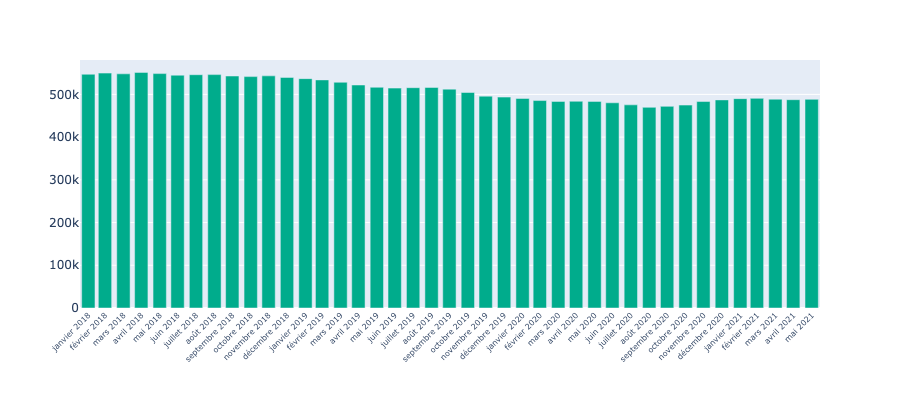 500k
400k
300k
200k
100k
0
janvier 2018
février 2018
mars 2018
avril 2018
mai 2018
juin 2018
juillet 2018
août 2018
septembre 2018
octobre 2018
novembre 2018
décembre 2018
janvier 2019
février 2019
mars 2019
avril 2019
mai 2019
juin 2019
juillet 2019
août 2019
septembre 2019
octobre 2019
novembre 2019
décembre 2019
janvier 2020
février 2020
mars 2020
avril 2020
mai 2020
juin 2020
juillet 2020
août 2020
septembre 2020
octobre 2020
novembre 2020
décembre 2020
janvier 2021
février 2021
mars 2021
avril 2021
mai 2021